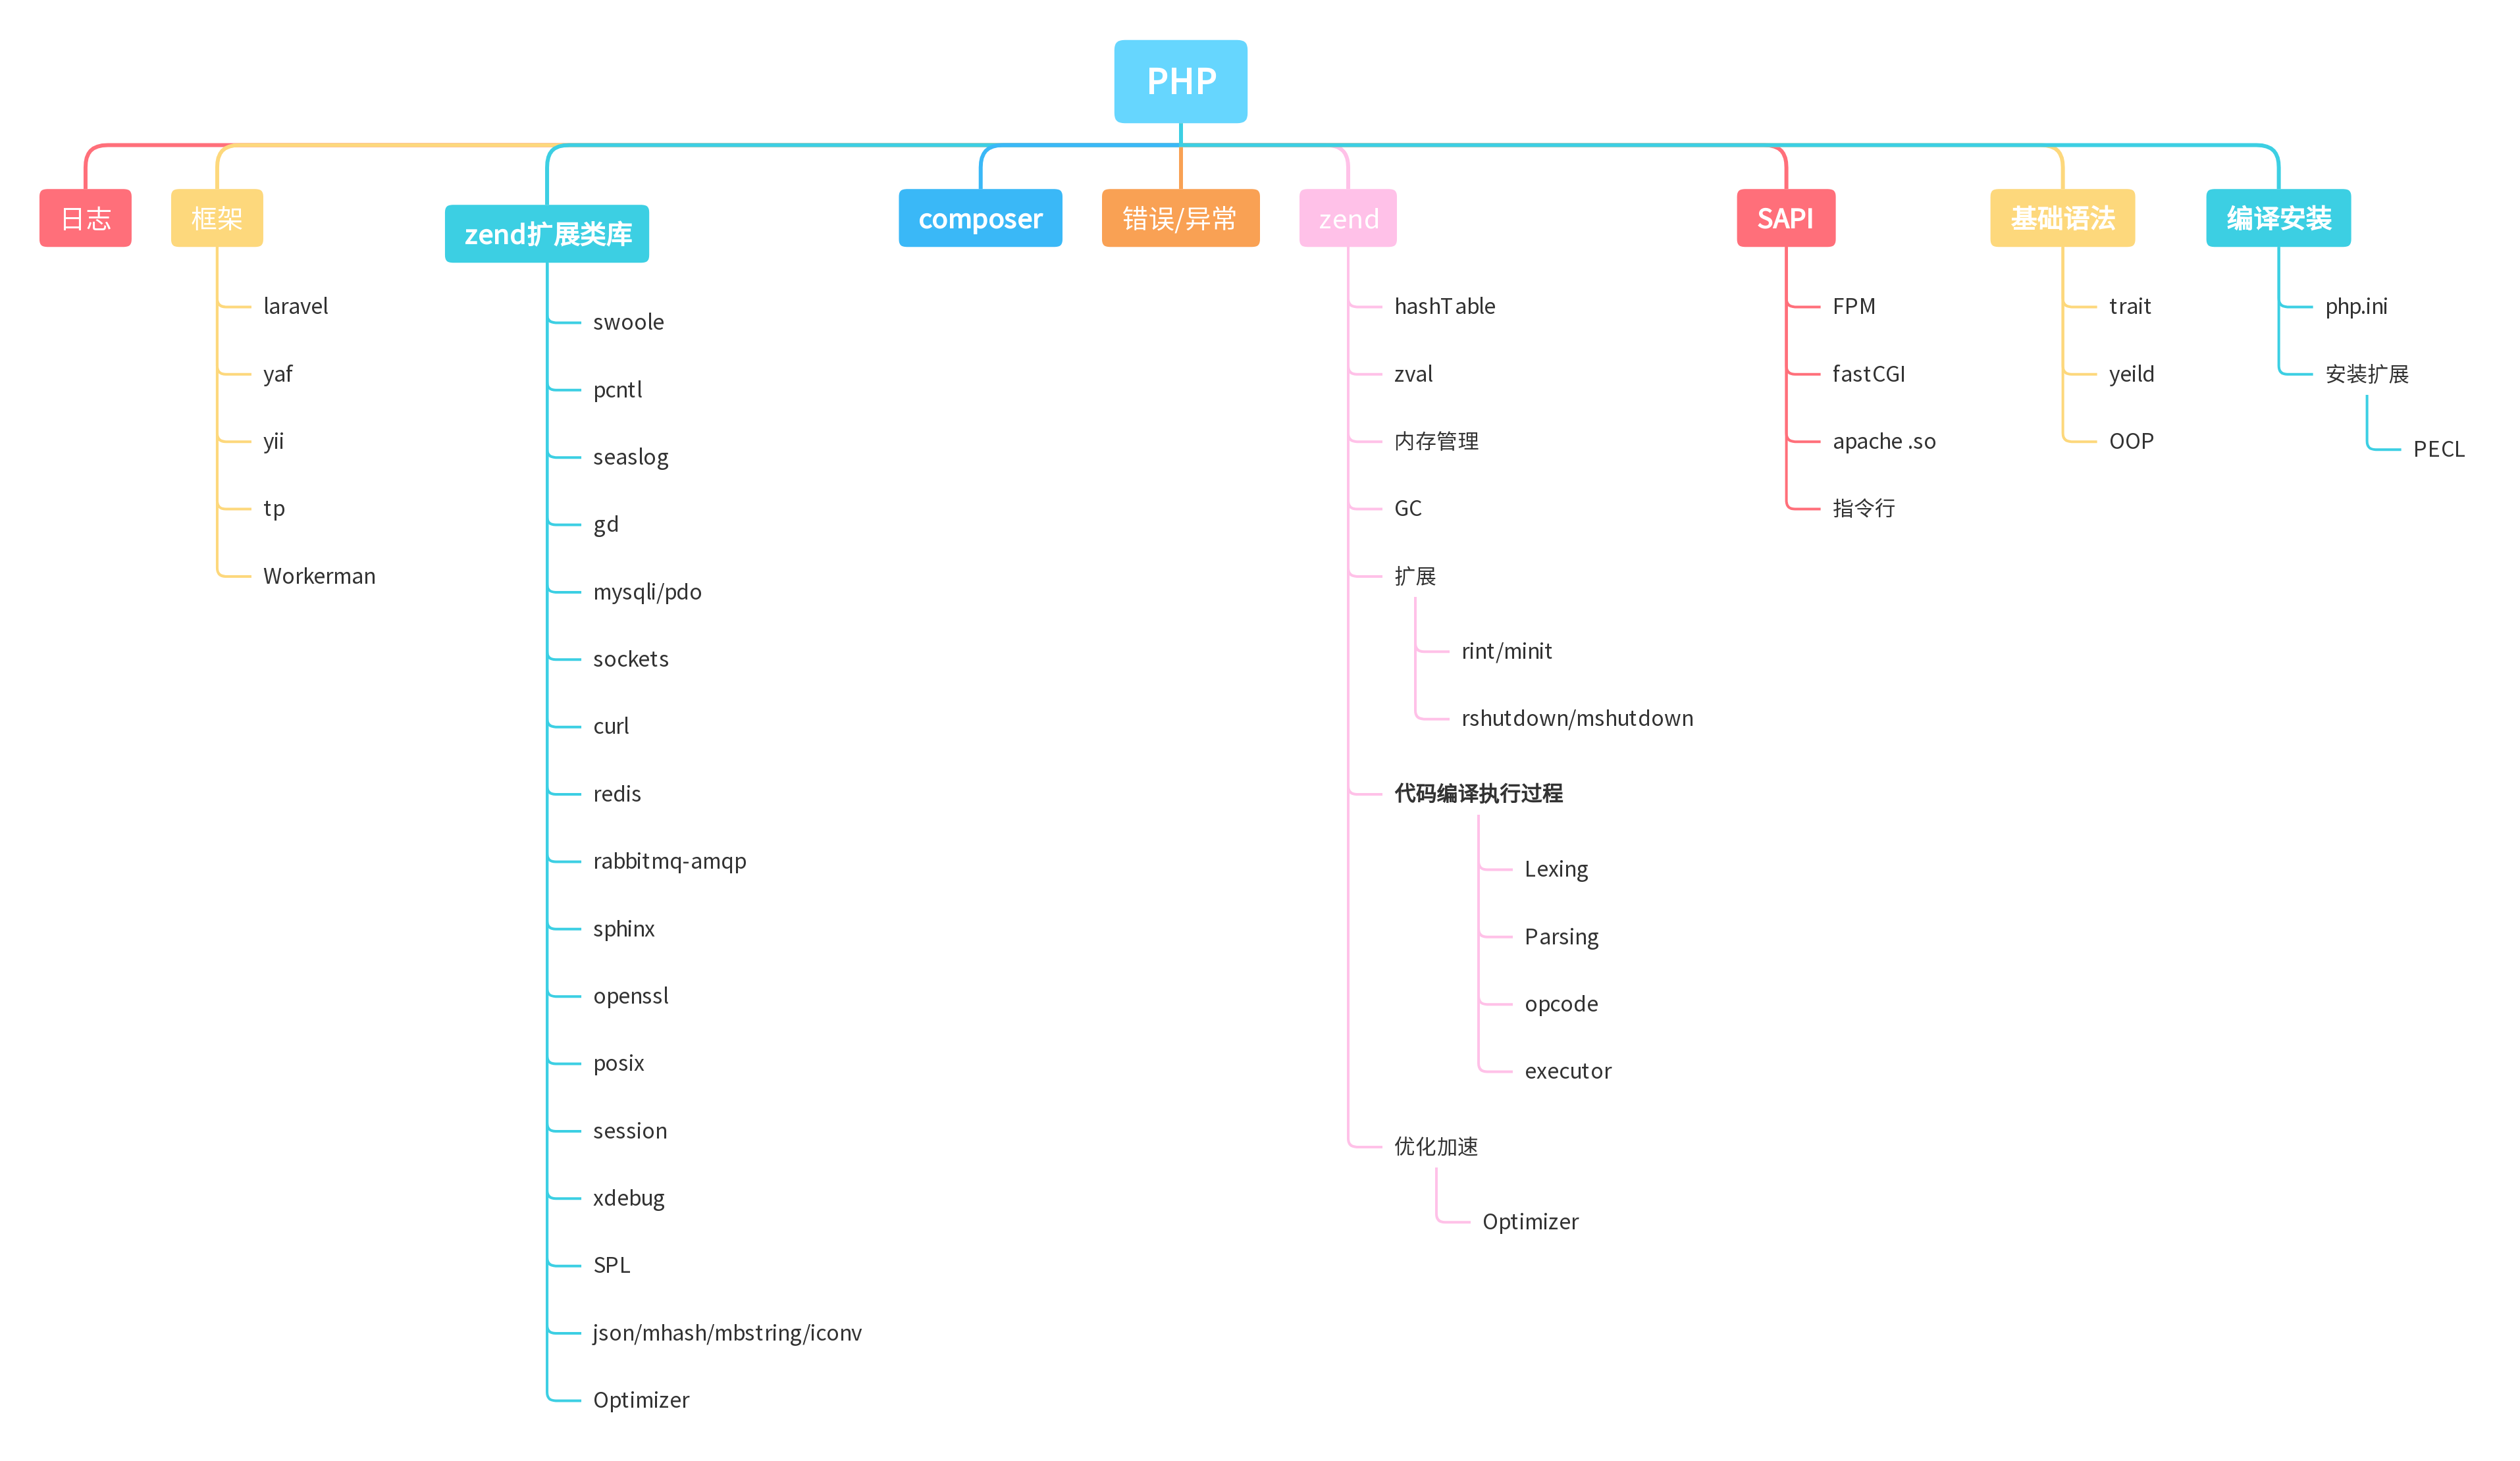 PHP
日志
框架
laravel
yaf
yii
tp
Workerman
zend扩展类库
swoole
pcntl
seaslog
gd
mysqli/pdo
sockets
curl
redis
rabbitmq-amqp
sphinx
openssl
posix
session
xdebug
SPL
json/mhash/mbstring/iconv
Optimizer
composer
错误/异常
zend
hashTable
zval
内存管理
GC
扩展
rint/minit
rshutdown/mshutdown
代码编译执行过程
Lexing
Parsing
opcode
executor
优化加速
Optimizer
SAPI
FPM
fastCGI
apache .so
指令行
基础语法
trait
yeild
OOP
编译安装
php.ini
安装扩展
PECL